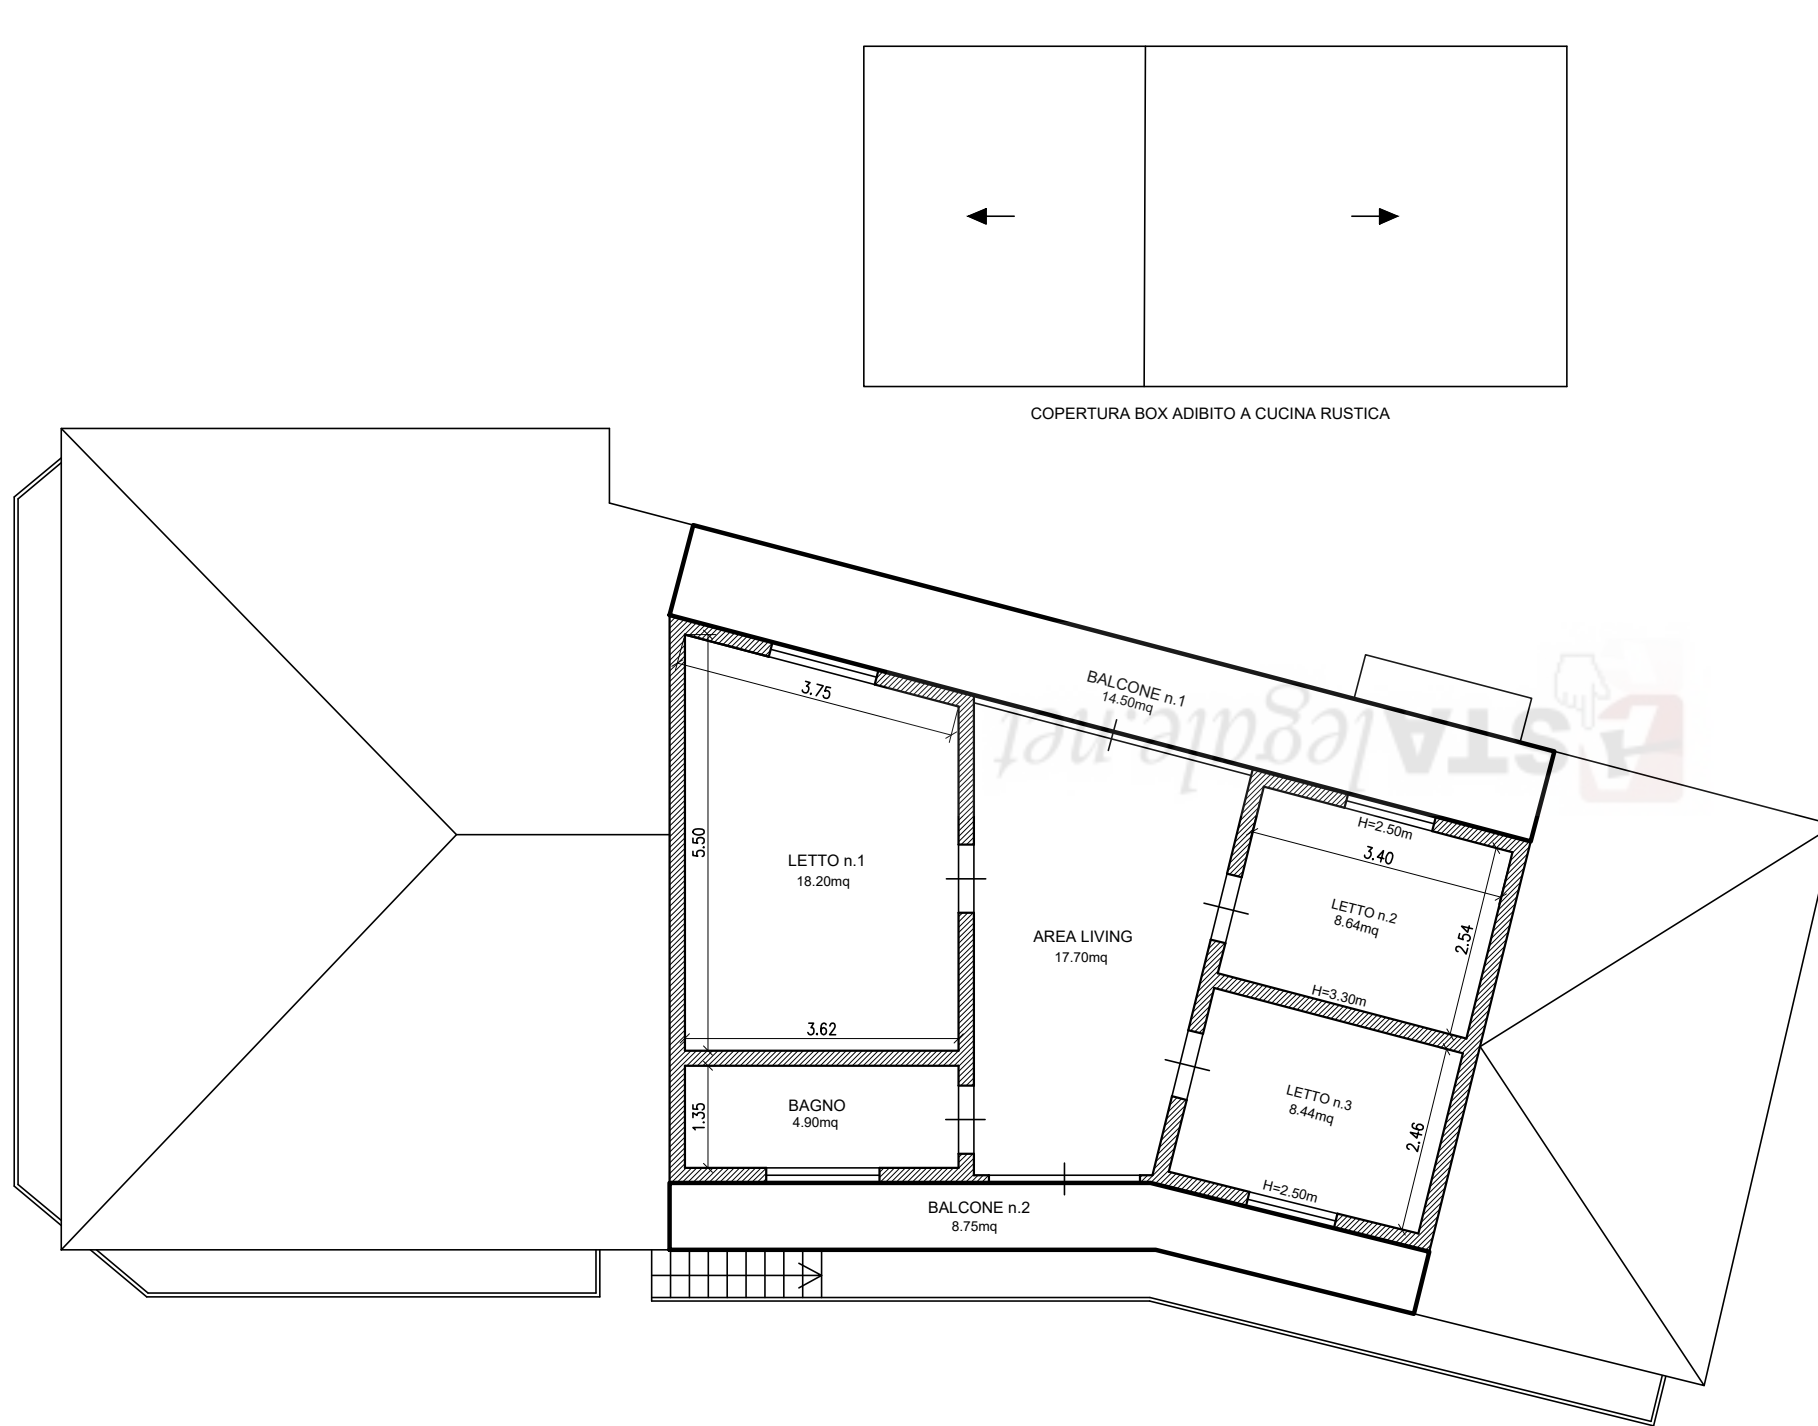 COPERTURA BOX ADIBITO A CUCINA RUSTICA
BALCONE n.1
14.50mq
ASTAlegale.net
3.75
5.50
LETTO n.1
18.20mq
3.62
H=2.50m
3.40
LETTO n.2
8.64mq
2.54
H=3.30m
AREA LIVING
17.70mq
BAGNO
4.90mq
1.35
LETTO n.3
8.44mq
2.46
H=2.50m
BALCONE n.2
8.75mq